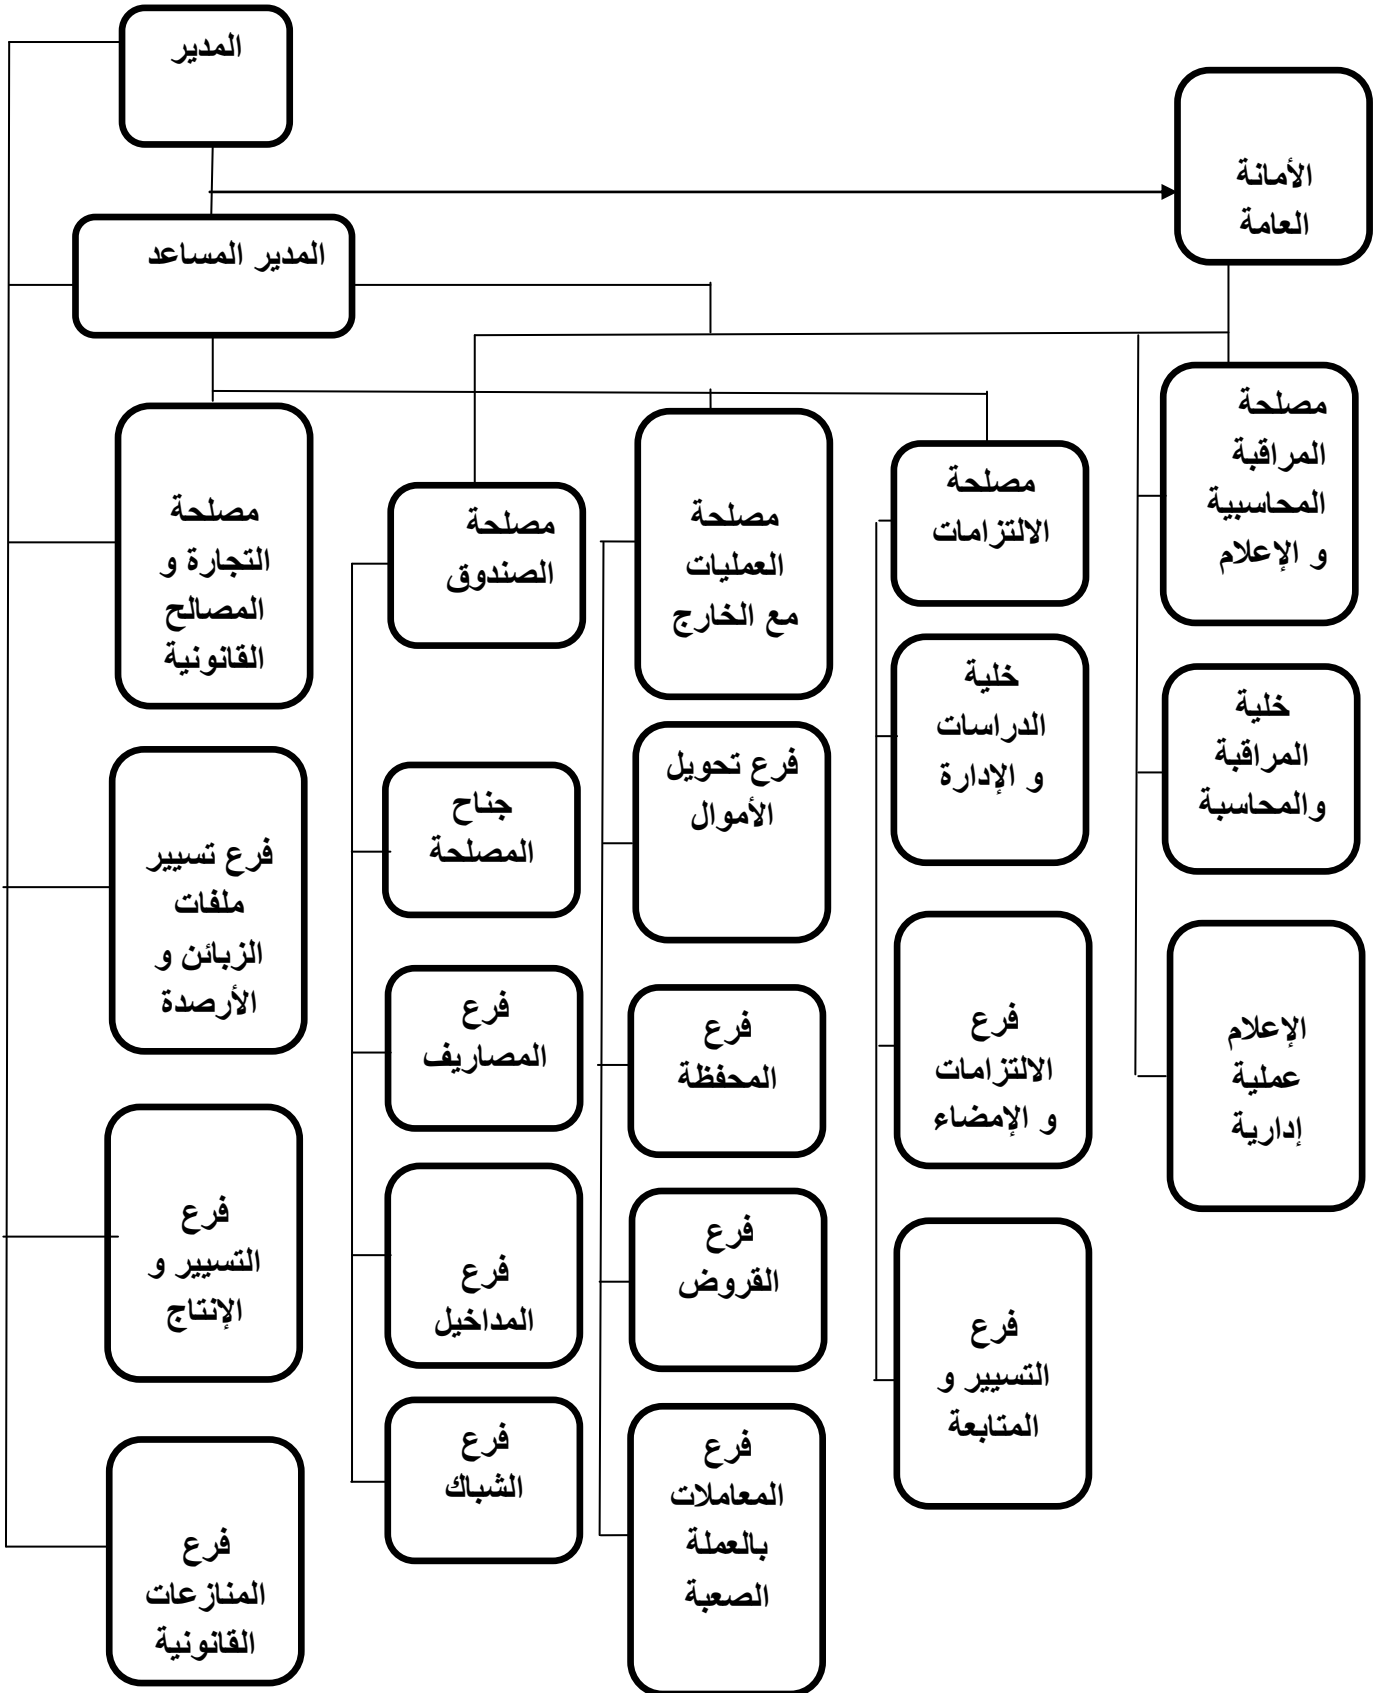 المدير
الأمانة
العامة
المدير المساعد
مصلحة
المراقبة
المحاسبية
و الإعلام
مصلحة
الالتزامات
مصلحة
العمليات
مع الخارج
مصلحة
الصندوق
مصلحة
التجارة و
المصالح
القانونية
خلية
المراقبة
والمحاسبة
خلية
الدراسات
و الإدارة
فرع تحويل
الأموال
جناح
المصلحة
فرع تسيير
ملفات
الزبائن و
الأرصدة
الإعلام
عملية
إدارية
فرع
الالتزامات
و الإمضاء
فرع
المحفظة
فرع
المصاريف
فرع
التسيير و
الإنتاج
فرع
التسيير و
المتابعة
فرع
القروض
فرع
المداخيل
فرع
المعاملات
بالعملة
الصعبة
فرع
الشباك
فرع
المنازعات
القانونية